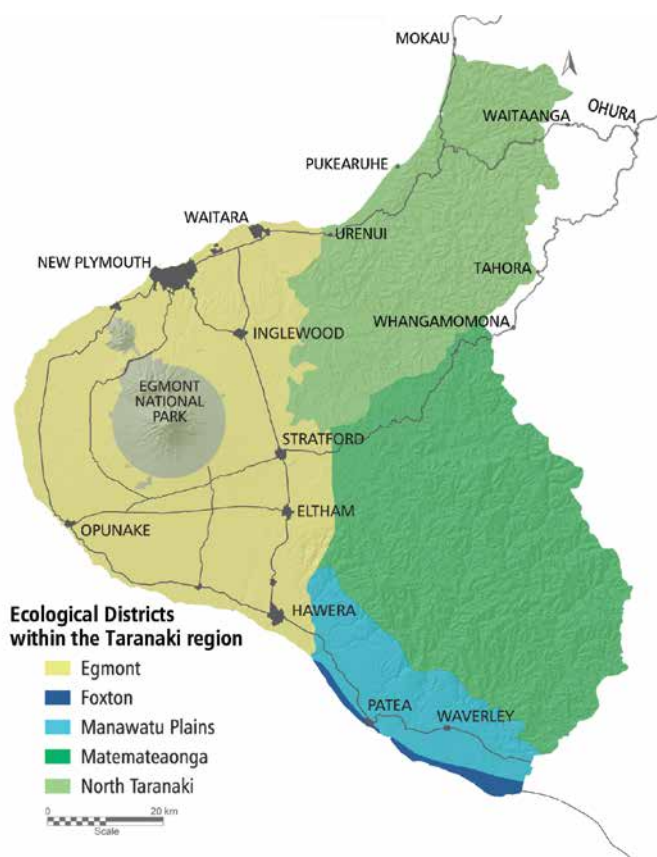 MOKAU
WAITAANGA
OHURA
PUKEARUHE
WAITARA
URENUI
NEW PLYMOUTH
TAHORA
INGLEWOOD
WHANGAMOMONA
EGMONT
NATIONAL
PARK
STRATFORD
ELTHAM
OPUNAKE
HAWERA
PATEA
WAVERLEY
Ecological Districts
within the Taranaki region
Egmont
Foxton
Manawatu Plains
Matemateaonga
North Taranaki
0 20 km
Scale